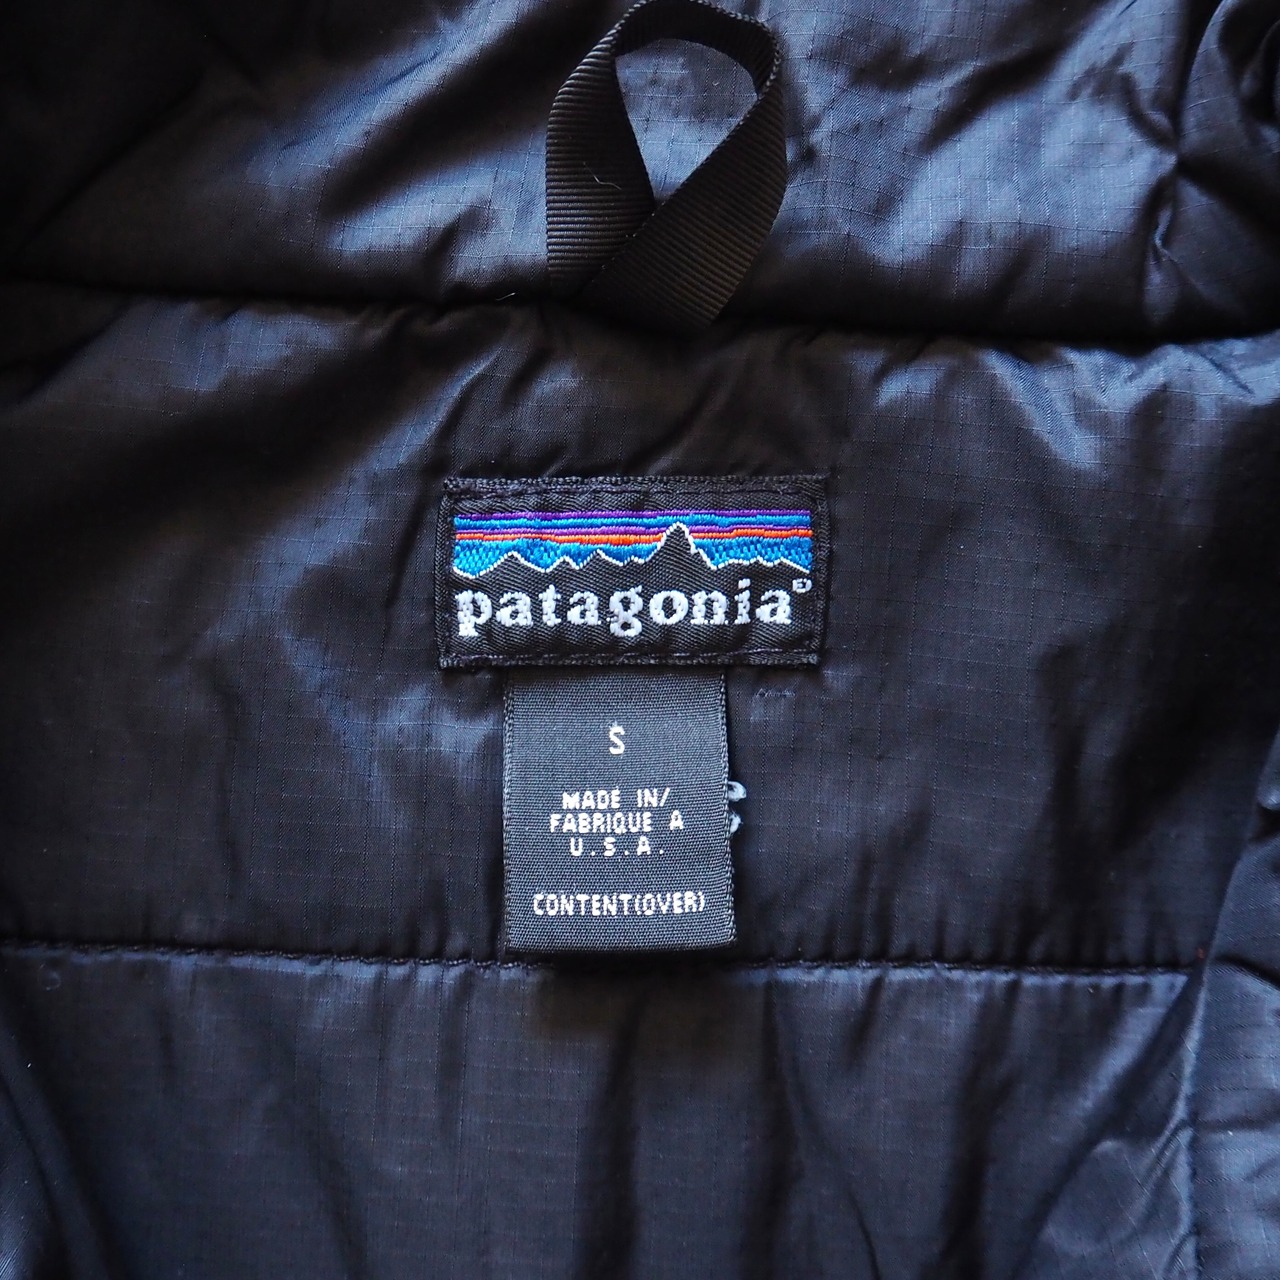 patagonia®
S
MADE IN/
FABRIQUE A
U.S.A.
CONTENT(OVER)